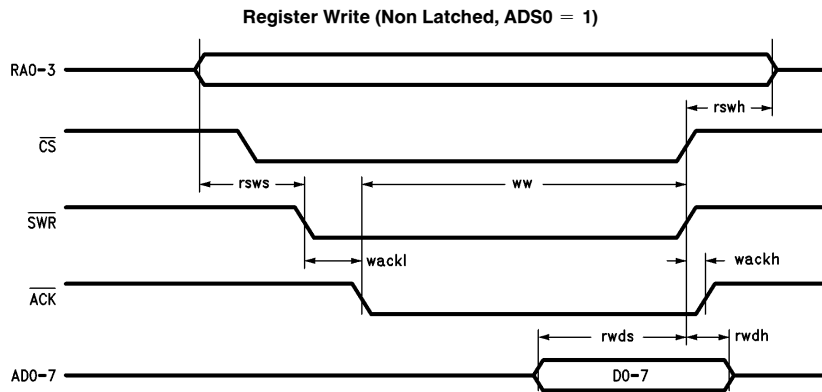 Register Write (Non Latched, ADS0 = 1)
RA0-3
rswh
CS
rsws
ww
SWR
wackl
wackh
ACK
rwds
rwdh
AD0-7
D0-7